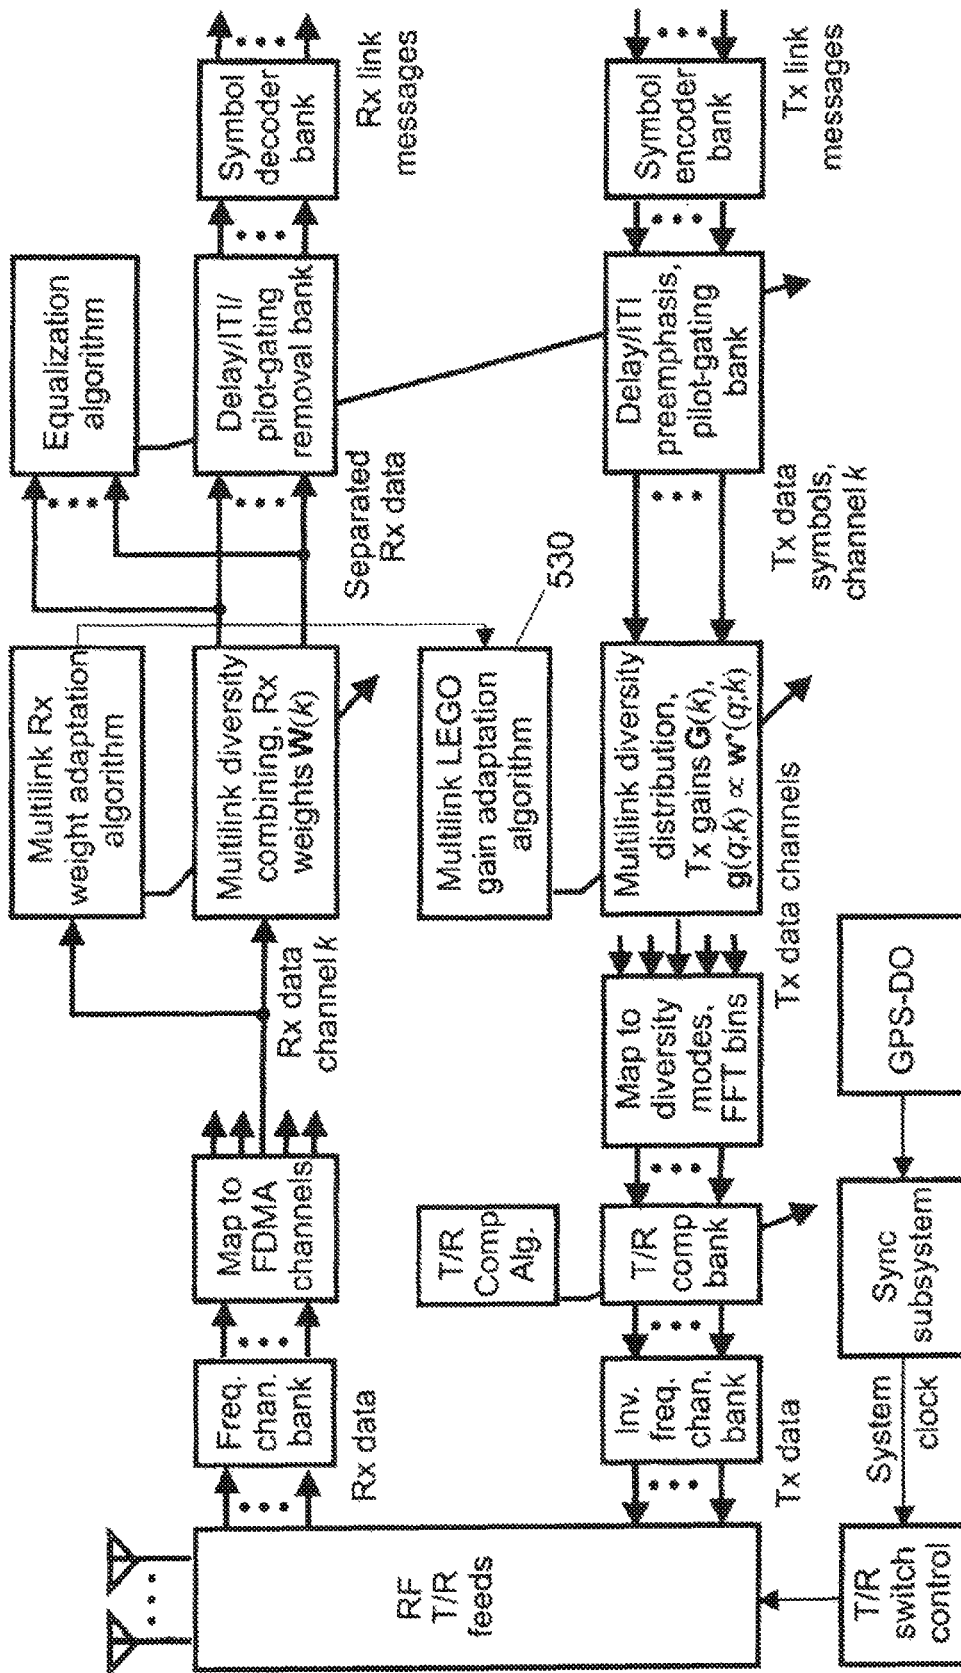 RF
T/R
feeds
Rx data
Freq.
chan.
bank
Map to
FDMA
channels
Rx data
channel k
Multilink Rx
weight adaptation
algorithm
Multilink diversity
combining, Rx
weights W(k)
Separated
Rx data
Equalization
algorithm
Delay/ITI/
pilot-gating
removal bank
Symbol
decoder
bank
Rx link
messages
Multilink LEGO
gain adaptation
algorithm
530
T/R
Comp
Alg.
Tx data
Inv.
freq.
chan.
bank
T/R
comp
bank
Map to
diversity
modes,
FFT bins
Tx data channels
Multilink diversity
distribution,
Tx gains G(k),
g(q;k) ∝ w*(q;k)
Tx data
symbols,
channel k
Delay/ITI
preemphasis,
pilot-gating
bank
Symbol
encoder
bank
Tx link
messages
T/R
switch
control
System
clock
Sync
subsystem
GPS-DO